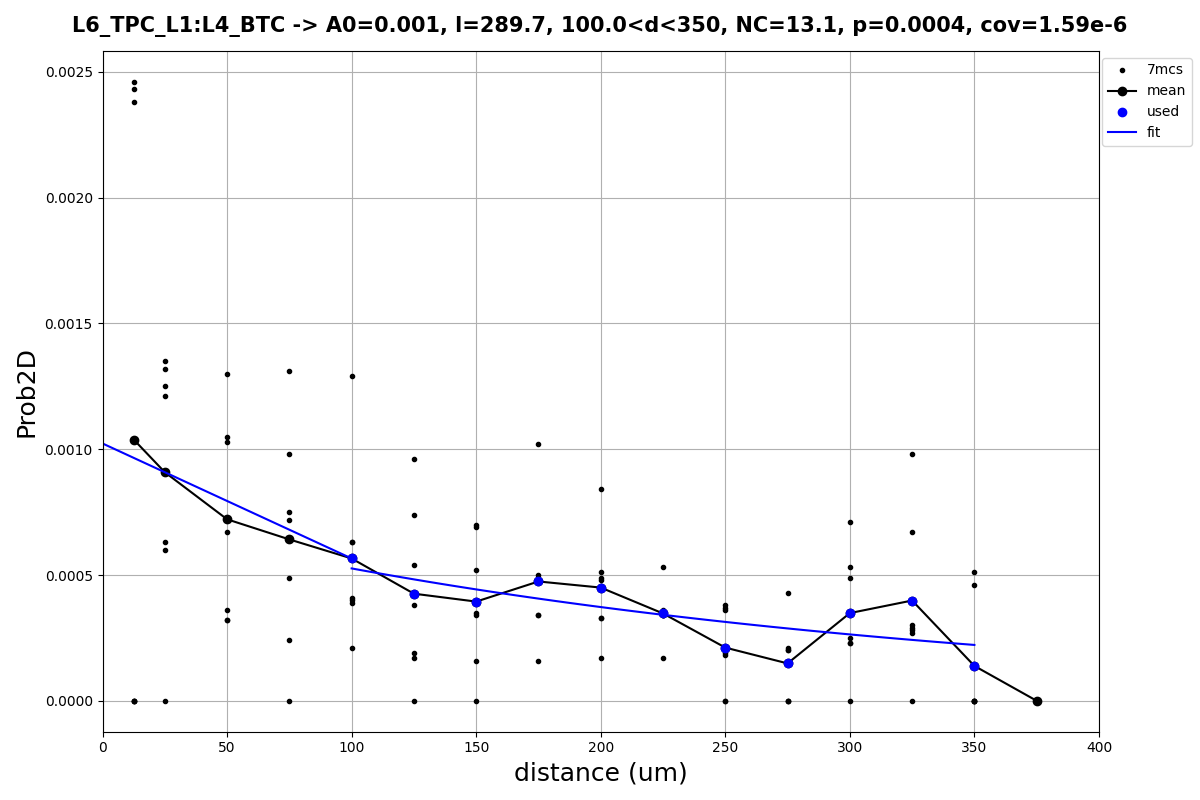 L6_TPC_L1:L4_BTC -> A0=0.001, l=289.7, 100.0<d<350, NC=13.1, p=0.0004, cov=1.59e-6
7mcs
mean
used
fit
Prob2D
0.0025
0.0020
0.0015
0.0010
0.0005
0.0000
0 50 100 150 200 250 300 350 400
distance (um)